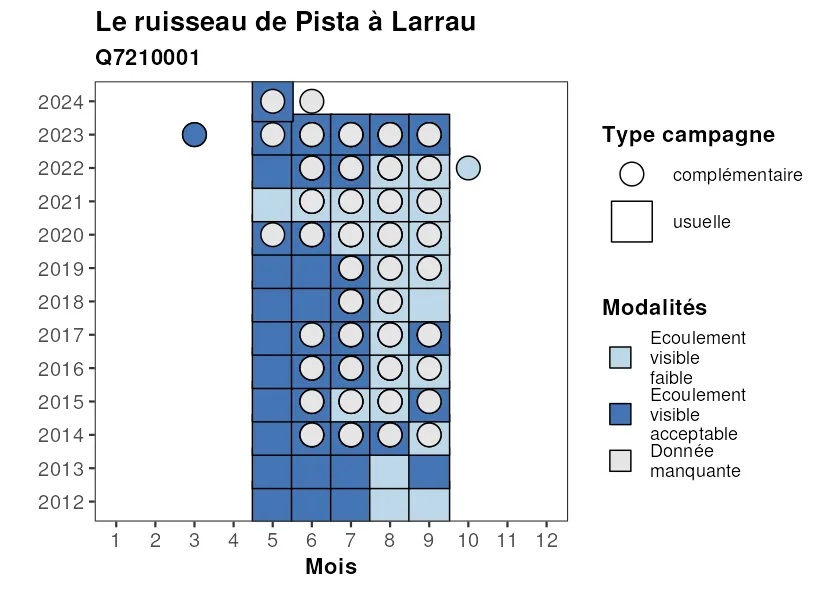 Le ruisseau de Pista à Larrau
Q7210001
2024
2023
2022
2021
2020
2019
2018
2017
2016
2015
2014
2013
2012
1 2 3 4 5 6 7 8 9 10 11 12
Mois
Type campagne
complémentaire
usuelle
Modalités
Ecoulement
visible
faible
Ecoulement
visible
acceptable
Donnée
manquante